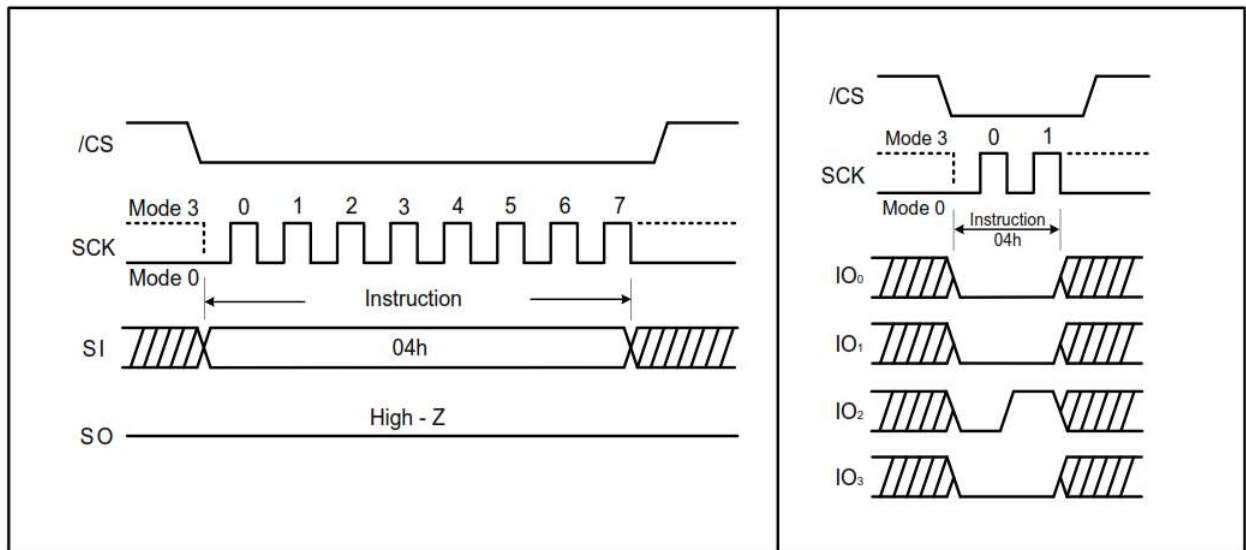 /CS
Mode 3 0 1 2 3 4 5 6 7
SCK
Mode 0
Instruction
SI 04h
High - Z
SO
/CS
Mode 3 0 1
SCK
Mode 0
Instruction
04h
IO₀
IO₁
IO₂
IO₃